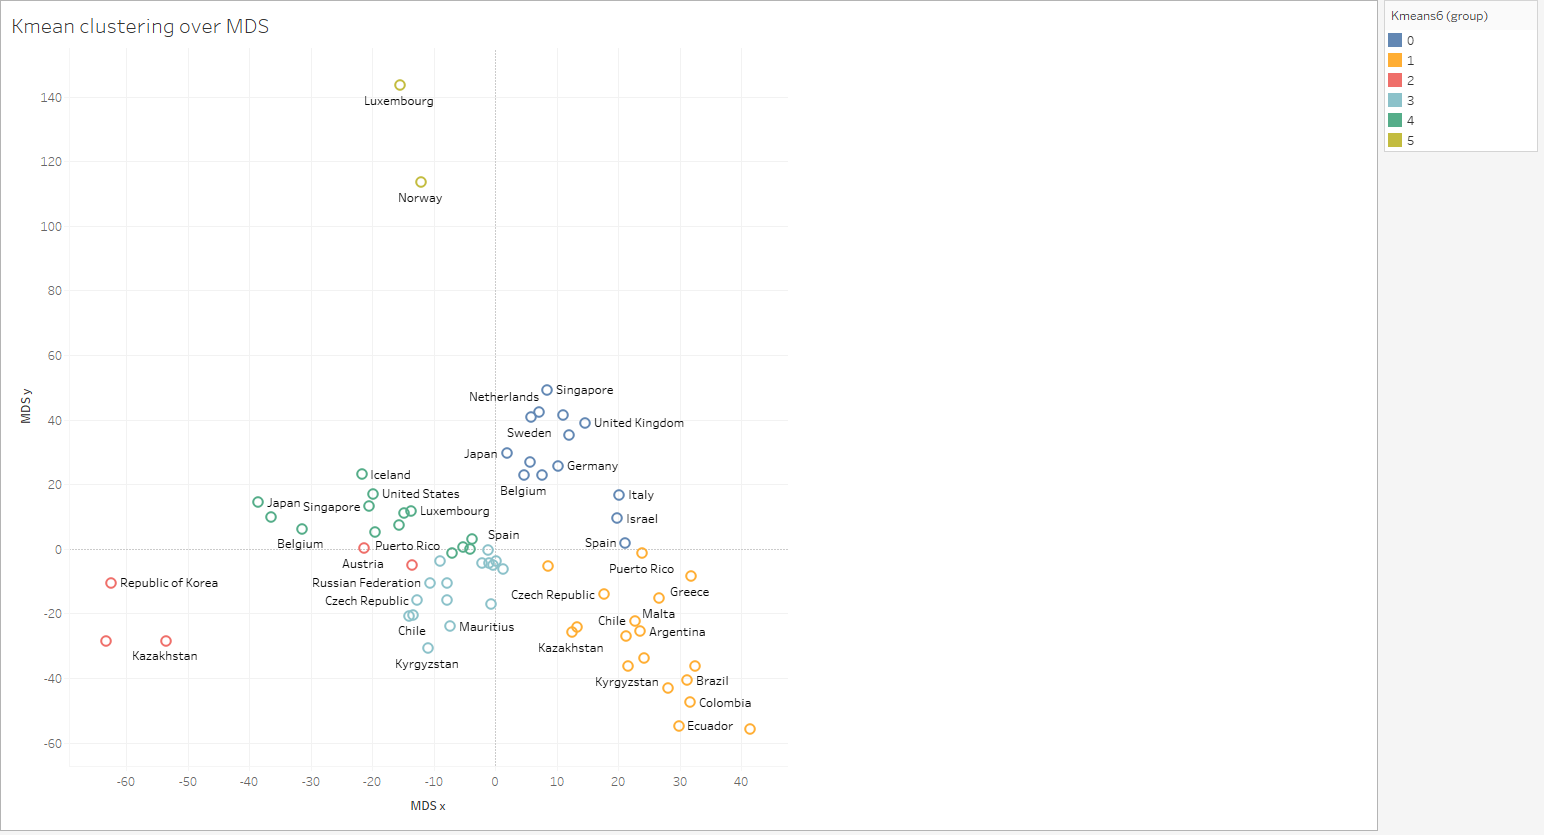 Kmean clustering over MDS
Kmeans6 (group)
0
1
2
3
4
5
140
120
100
80
60
40
20
0
-20
-40
-60
MDS y
Luxembourg
Norway
Singapore
Netherlands
United Kingdom
Sweden
Japan
Germany
Iceland
Belgium
United States
Italy
Japan
Singapore
Luxembourg
Israel
Spain
Belgium
Puerto Rico
Spain
Austria
Puerto Rico
Republic of Korea
Russian Federation
Greece
Czech Republic
Czech Republic
Malta
Chile
Chile
Mauritius
Argentina
Kazakhstan
Kazakhstan
Kyrgyzstan
Kyrgyzstan
Brazil
Colombia
Ecuador
-60
-50
-40
-30
-20
-10
0
10
20
30
40
MDS x